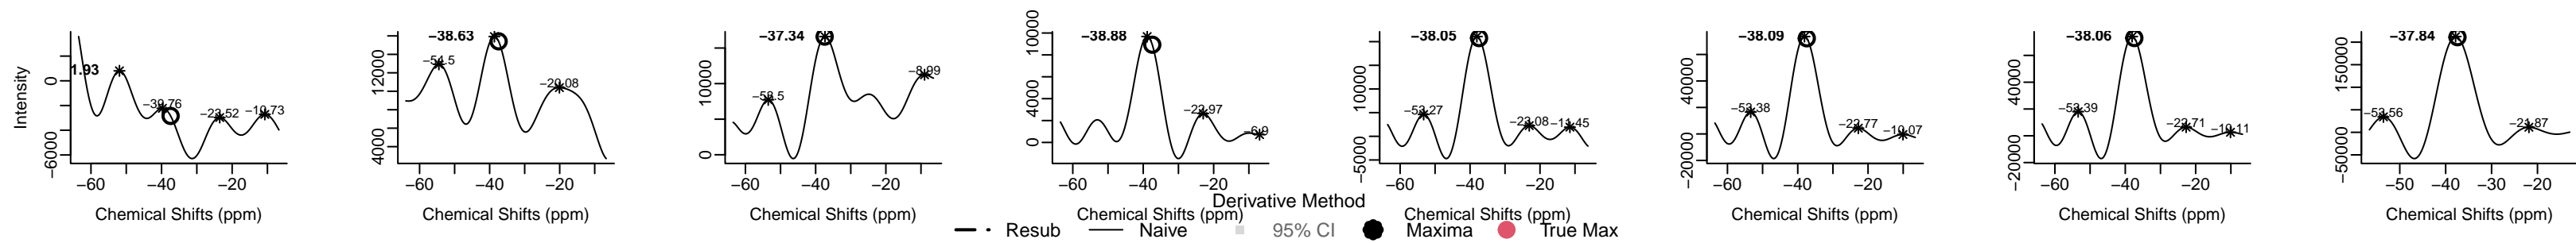 −38.63 −37.34 −38.88 −38.05 −38.09 −38.06 −37.84
Intensity
−6000 0
1.93 −39.76 −23.52 −10.73
−60 −40 −20
Chemical Shifts (ppm)
4000 12000
−54.5 −20.08
−60 −40 −20
Chemical Shifts (ppm)
0 10000
−53.5 −8.99
−60 −40 −20
Chemical Shifts (ppm)
0 4000 10000
−22.97 −6.9
−60 −40 −20
Chemical Shifts (ppm)
−5000 10000
−53.27 −23.08 −11.45
−60 −40 −20
Chemical Shifts (ppm)
−20000 40000
−53.38 −22.77 −10.07
−60 −40 −20
Chemical Shifts (ppm)
−20000 40000
−53.39 −22.71 −10.11
−60 −40 −20
Chemical Shifts (ppm)
−50000 50000 150000
−53.56 −21.87
−50 −40 −30 −20
Chemical Shifts (ppm)
Derivative Method
Resub Naive 95% CI Maxima True Max